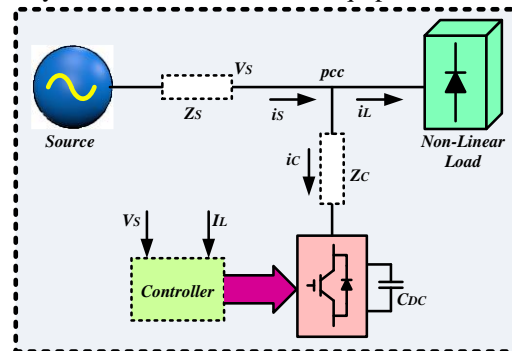 VS
pcc
ZS
iS
iL
Source
Non-Linear
Load
iC
ZC
VS
IL
Controller
CDC